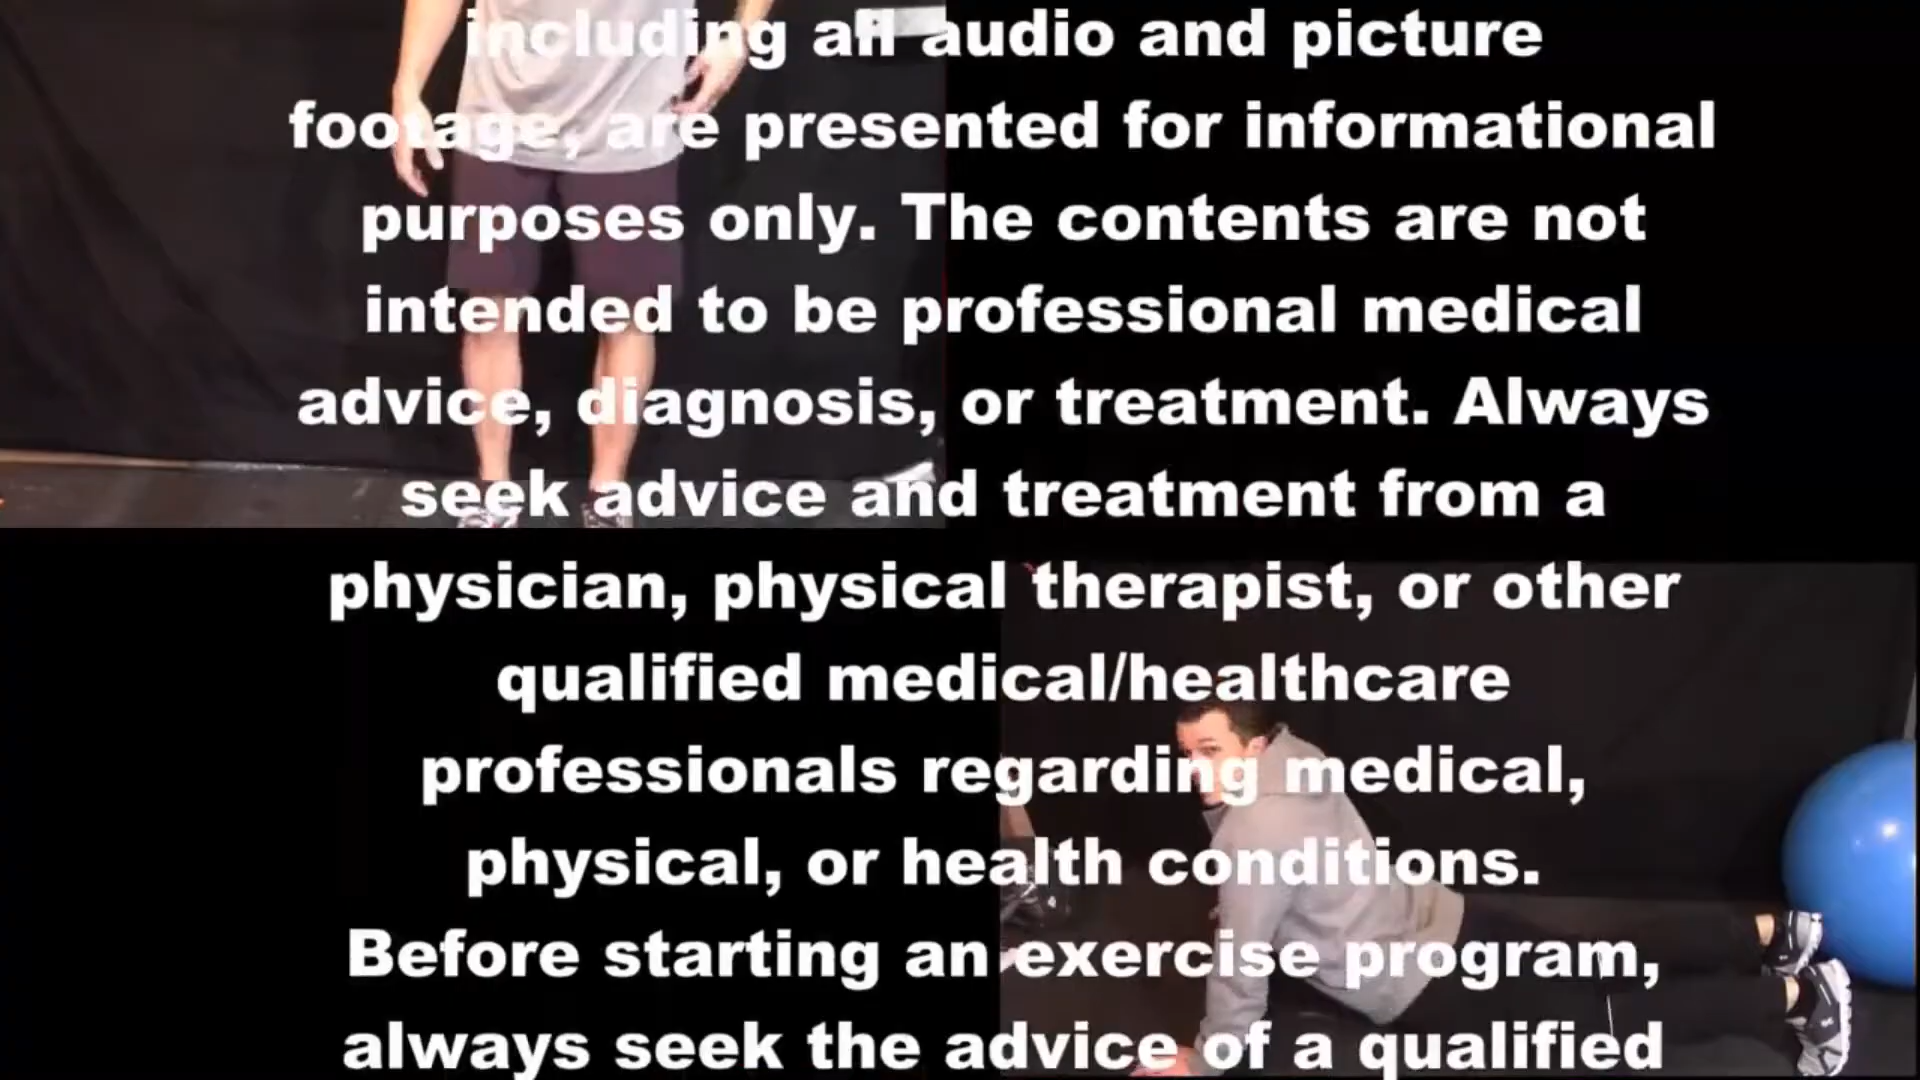 including all audio and picture
footage, are presented for informational
purposes only. The contents are not
intended to be professional medical
advice, diagnosis, or treatment. Always
seek advice and treatment from a
physician, physical therapist, or other
qualified medical/healthcare
professionals regarding medical,
physical, or health conditions.
Before starting an exercise program,
always seek the advice of a qualified